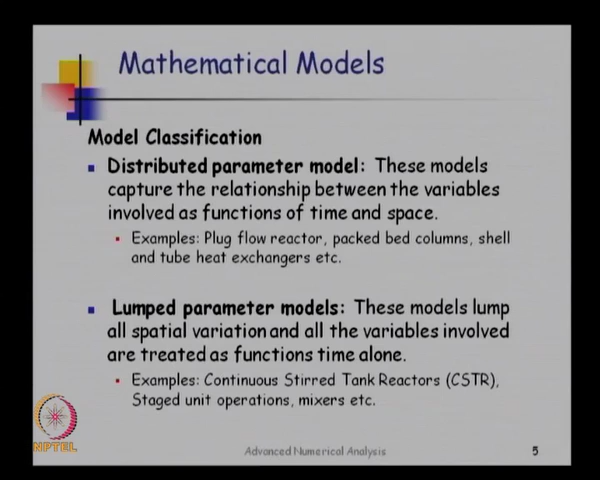 Mathematical Models
Model Classification
Distributed parameter model: These models
capture the relationship between the variables
involved as functions of time and space.
Examples: Plug flow reactor, packed bed columns, shell
and tube heat exchangers etc.
Lumped parameter models: These models lump
all spatial variation and all the variables involved
are treated as functions time alone.
Examples: Continuous Stirred Tank Reactors (CSTR),
Staged unit operations, mixers etc.
NPTEL
Advanced Numerical Analysis
5